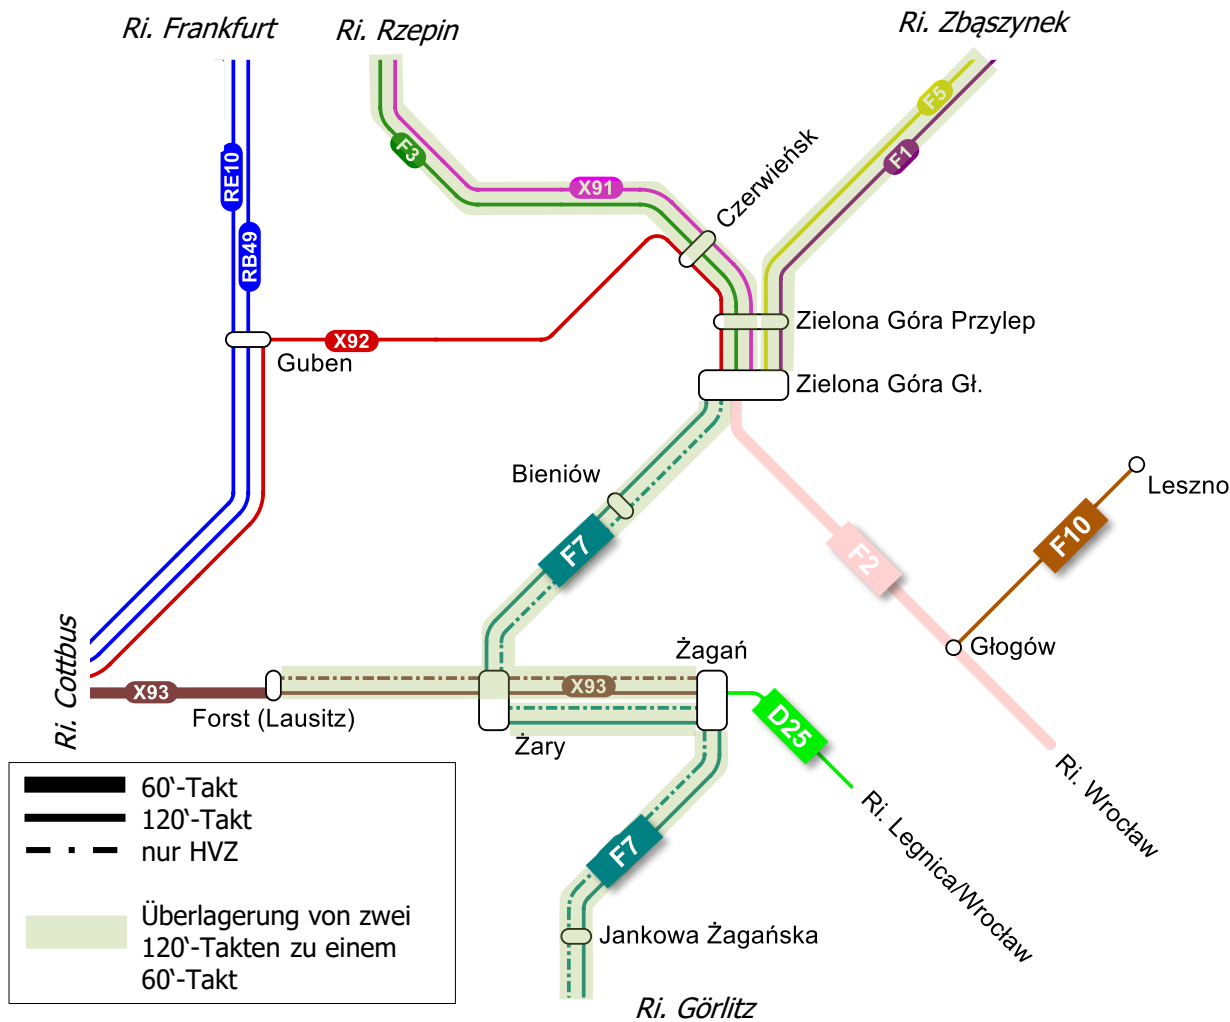 Ri. Frankfurt
Ri. Rzepin
Ri. Zbąszynek
F5
F3
F1
RE10
X91
Czerwieńsk
RB49
Zielona Góra Przylep
X92
Guben
Zielona Góra Gł.
Bieniów
Leszno
F7
F2
F10
Ri. Cottbus
Głogów
Żagań
X93
X93
Forst (Lausitz)
Żary
D25
Ri. Wrocław
Ri. Legnica/Wrocław
F7
Jankowa Żagańska
Ri. Görlitz
60‘-Takt
120‘-Takt
nur HVZ
Überlagerung von zwei
120‘-Takten zu einem
60‘-Takt